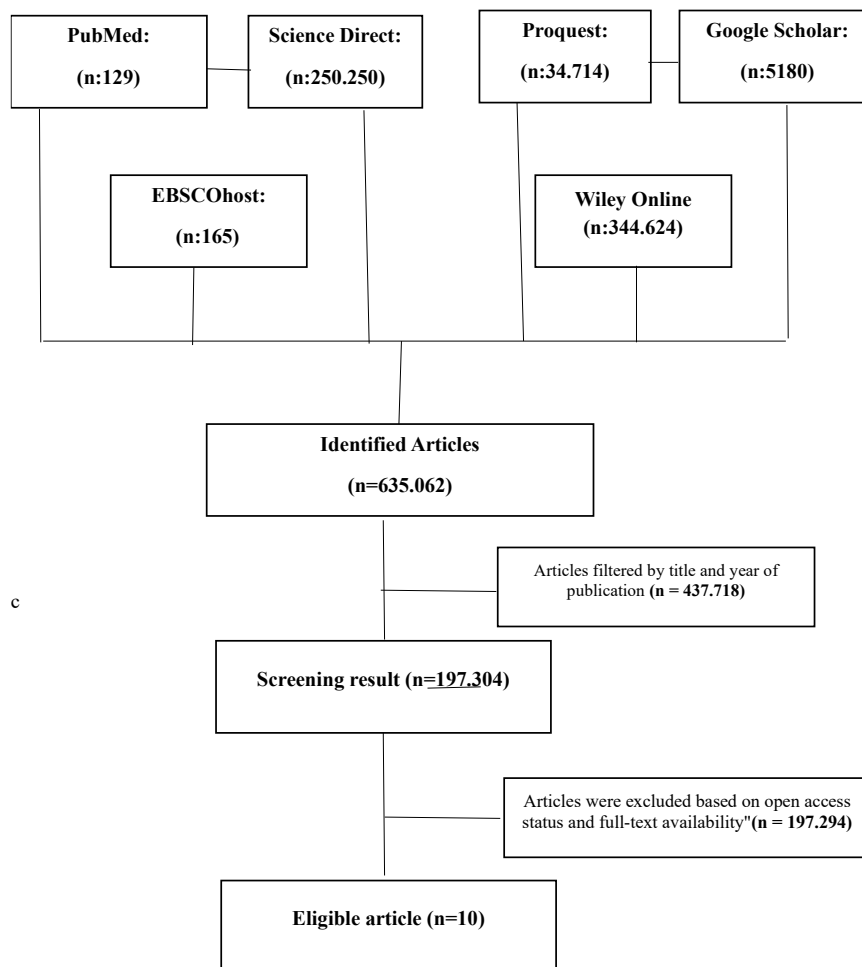 PubMed:
(n:129)
Science Direct:
(n:250.250)
Proquest:
(n:34.714)
Google Scholar:
(n:5180)
EBSCOhost:
(n:165)
Wiley Online
(n:344.624)
Identified Articles
(n=635.062)
Articles filtered by title and year of
publication (n = 437.718)
c
Screening result (n=197.304)
Articles were excluded based on open access
status and full-text availability"(n = 197.294)
Eligible article (n=10)